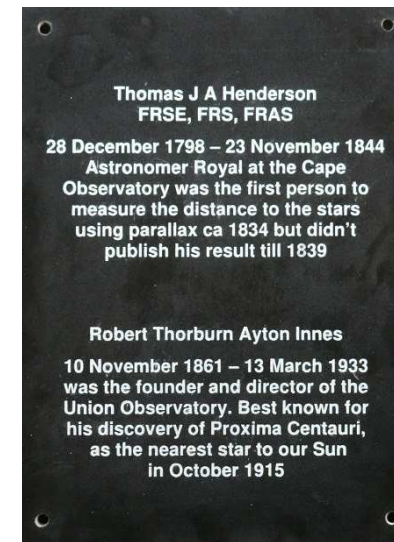 Thomas J A Henderson
FRSE, FRS, FRAS
28 December 1798 – 23 November 1844
Astronomer Royal at the Cape
Observatory was the first person to
measure the distance to the stars
using parallax ca 1834 but didn't
publish his result till 1839
Robert Thorburn Ayton Innes
10 November 1861 – 13 March 1933
was the founder and director of the
Union Observatory. Best known for
his discovery of Proxima Centauri,
as the nearest star to our Sun
in October 1915